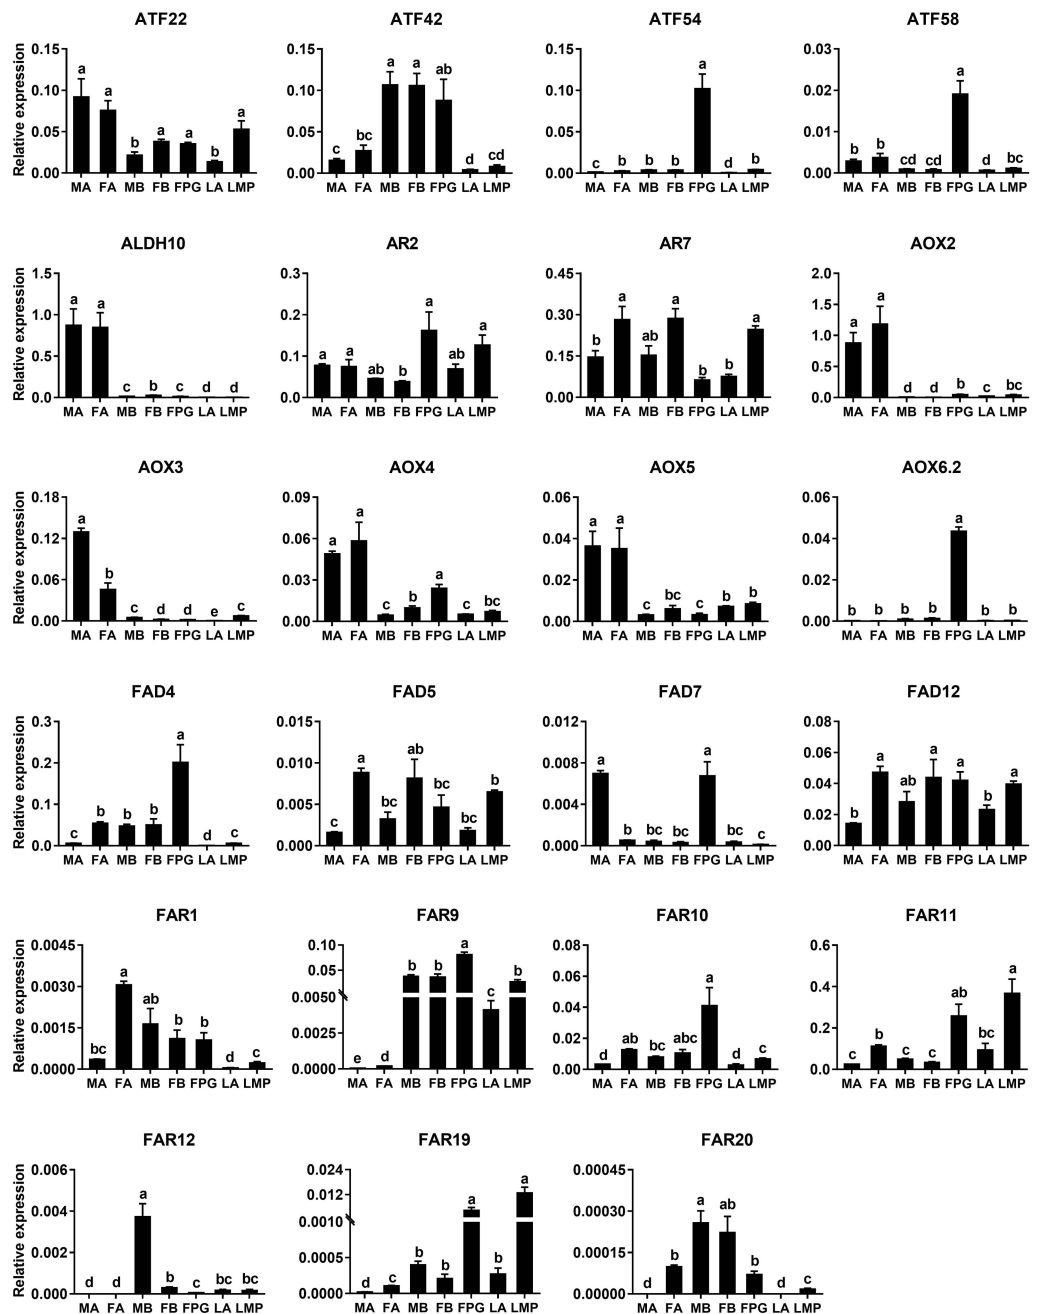 ATF22
Relative expression
0.15
0.10
0.05
0.00
a a b a a b a
MA FA MB FB FPG LA LMP
ATF42
0.15
0.10
0.05
0.00
c bc a a ab d cd
MA FA MB FB FPG LA LMP
ATF54
0.15
0.10
0.05
0.00
c b b b a d b
MA FA MB FB FPG LA LMP
ATF58
0.03
0.02
0.01
0.00
b b cd cd a d bc
MA FA MB FB FPG LA LMP
ALDH10
Relative expression
1.5
1.0
0.5
0.0
a a c b c d d
MA FA MB FB FPG LA LMP
AR2
0.3
0.2
0.1
0.0
a a ab b a ab a
MA FA MB FB FPG LA LMP
AR7
0.45
0.30
0.15
0.00
b a ab a b b a
MA FA MB FB FPG LA LMP
AOX2
2.0
1.5
1.0
0.5
0.0
a a d d b c bc
MA FA MB FB FPG LA LMP
AOX3
Relative expression
0.18
0.12
0.06
0.00
a b c d d e c
MA FA MB FB FPG LA LMP
AOX4
0.09
0.06
0.03
0.00
a a c b a c bc
MA FA MB FB FPG LA LMP
AOX5
0.06
0.04
0.02
0.00
a a c bc c b b
MA FA MB FB FPG LA LMP
AOX6.2
0.06
0.04
0.02
0.00
b b b b a b b
MA FA MB FB FPG LA LMP
FAD4
Relative expression
0.3
0.2
0.1
0.0
c b b b a c c
MA FA MB FB FPG LA LMP
FAD5
0.015
0.010
0.005
0.000
c a bc ab bc bc b
MA FA MB FB FPG LA LMP
FAD7
0.012
0.008
0.004
0.000
a b bc bc a bc c
MA FA MB FB FPG LA LMP
FAD12
0.08
0.06
0.04
0.02
0.00
b a ab a a b a
MA FA MB FB FPG LA LMP
FAR1
Relative expression
0.0045
0.0030
0.0015
0.0000
bc a ab b b d c
MA FA MB FB FPG LA LMP
FAR9
0.10
0.05
0.0050
0.0025
0.0000
e d b b a c b
MA FA MB FB FPG LA LMP
FAR10
0.08
0.06
0.04
0.02
0.00
d ab bc abc a d c
MA FA MB FB FPG LA LMP
FAR11
0.6
0.4
0.2
0.0
c b c c ab bc a
MA FA MB FB FPG LA LMP
FAR12
Relative expression
0.006
0.004
0.002
0.000
d d a b c bc bc
MA FA MB FB FPG LA LMP
FAR19
0.024
0.012
0.0010
0.0005
0.0000
d c b b a b a
MA FA MB FB FPG LA LMP
FAR20
0.00045
0.00030
0.00015
0.00000
d b a ab b d c
MA FA MB FB FPG LA LMP